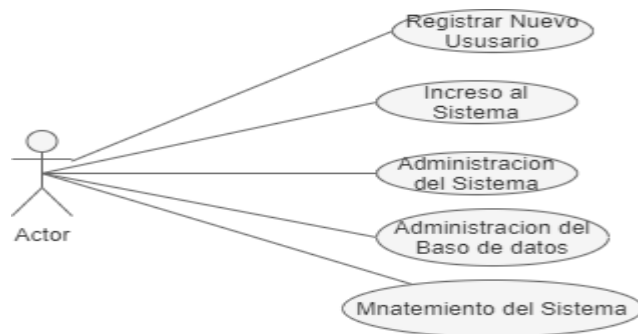 Registrar Nuevo
Ususario
Increso al
Sistema
Administracion
del Sistema
Actor
Administracion del
Baso de datos
Mnatemiento del Sistema